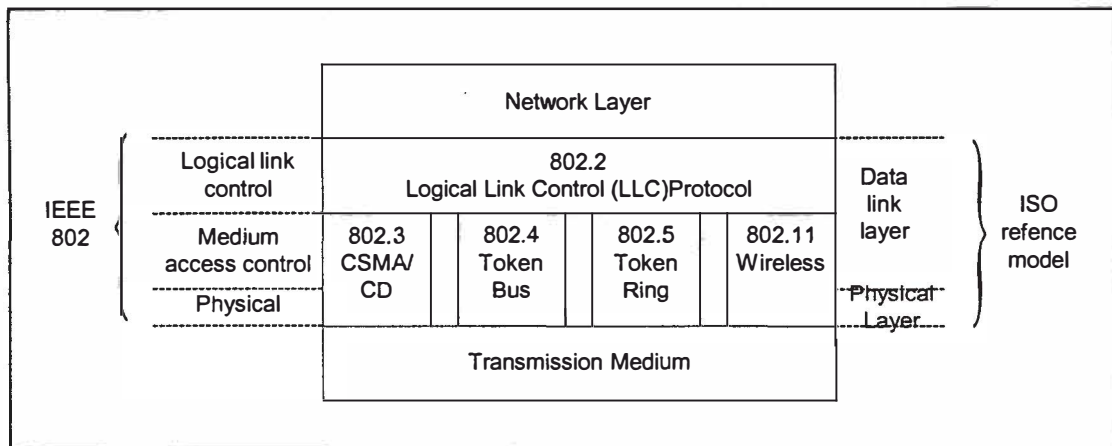 Network Layer
Logical link
control
802.2
Logical Link Control (LLC)Protocol
Data
link
layer
IEEE
802
ISO
refence
model
Medium
access control
802.3
CSMA/
CD
802.4
Token
Bus
802.5
Token
Ring
802.11
Wireless
Physical
Physical
Layer
Transmission Medium